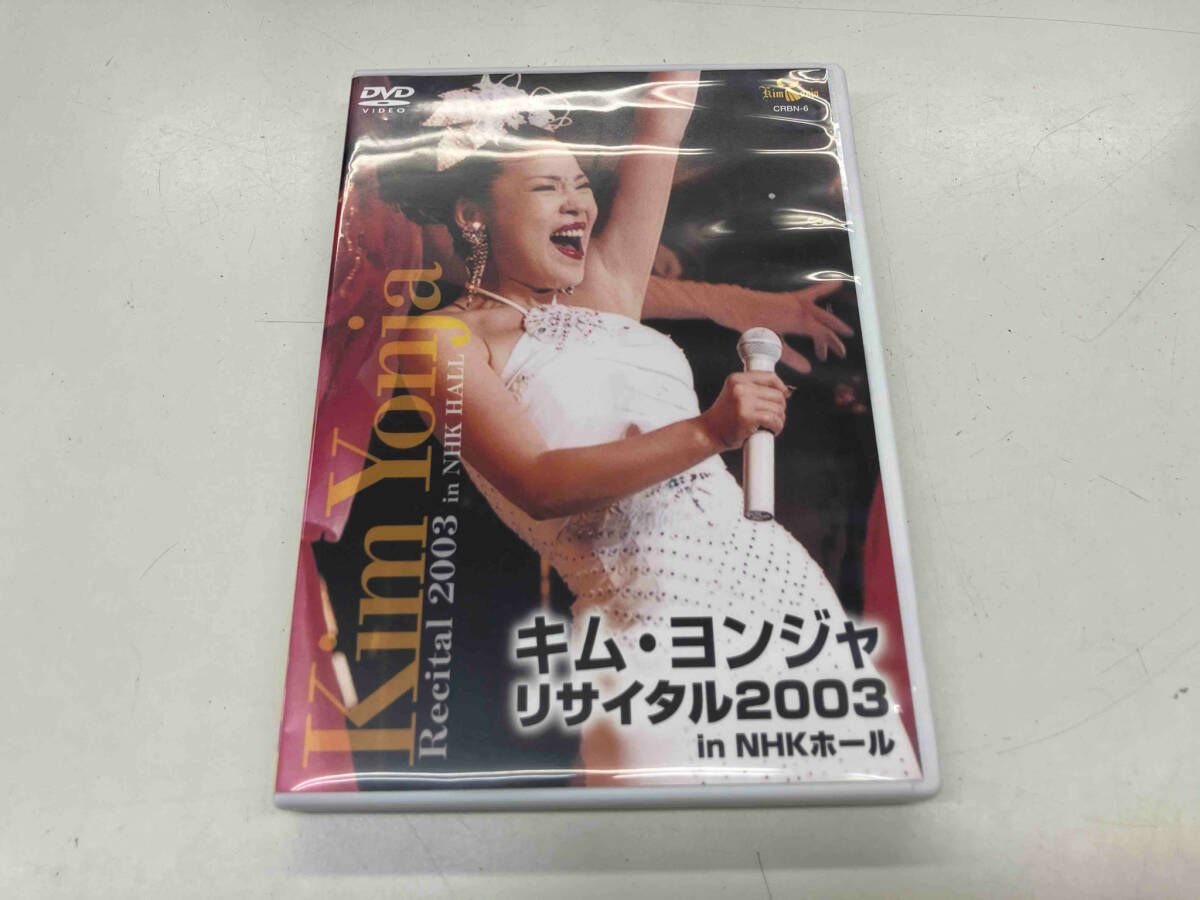 DVD
VIDEO
Kim Yonja
CRBN-6
Kim Yonja
Recital 2003 in NHK HALL
キム・ヨンジャ
リサイタル2003
in NHKホール